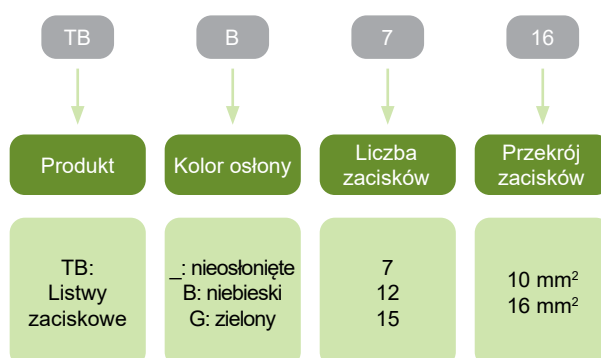 TB B 7 16
Produkt
Kolor osłony
Liczba
zacisków
Przekrój
zacisków
TB:
Listwy
zaciskowe
_: nieosłonięte
B: niebieski
G: zielony
7
12
15
10 mm²
16 mm²